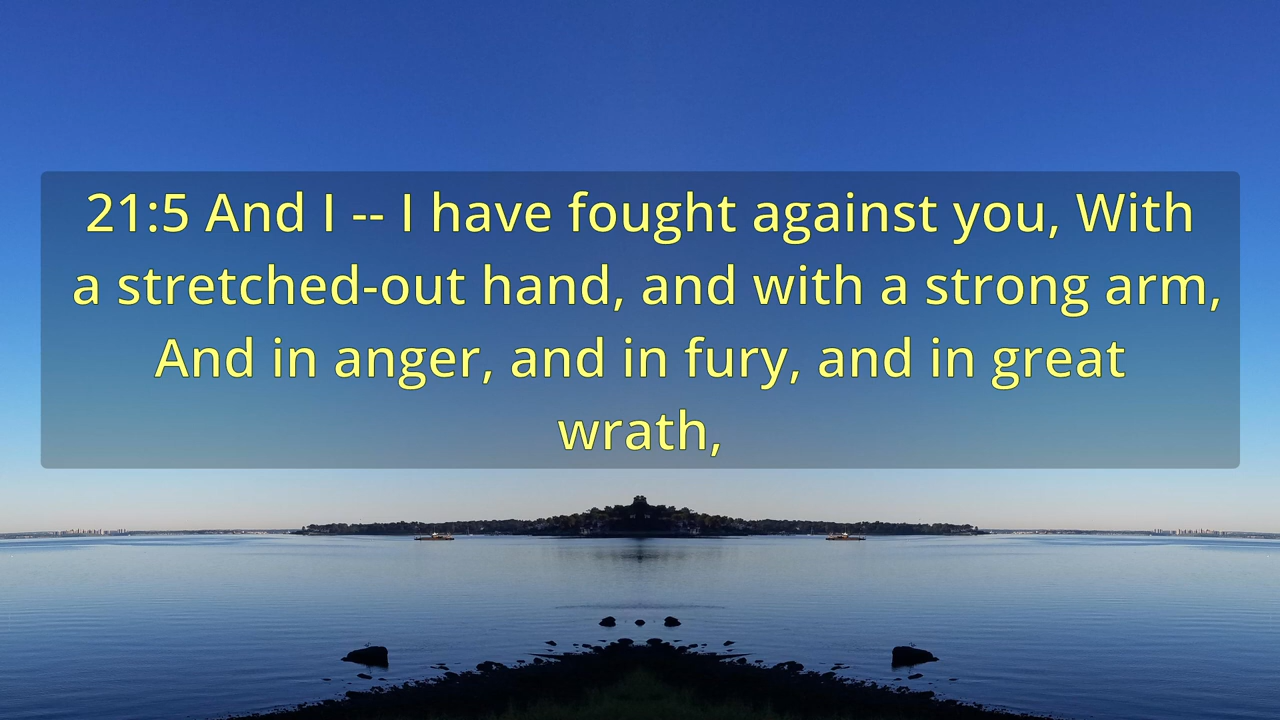 21:5 And I -- I have fought against you, With
a stretched-out hand, and with a strong arm,
And in anger, and in fury, and in great
wrath,